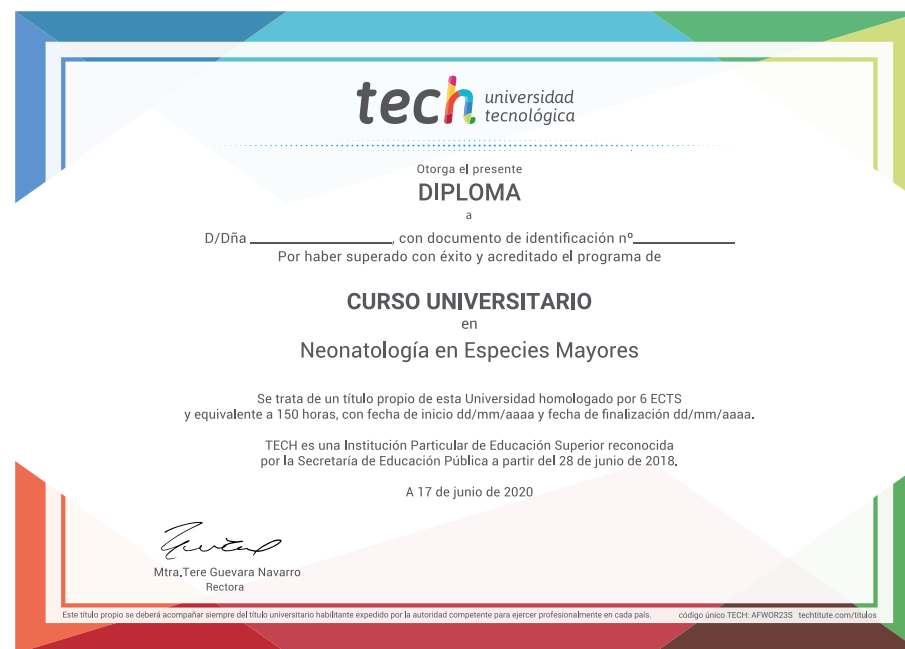 tech universidad
tecnológica
Otorga el presente
DIPLOMA
a
D/Dña ____________________, con documento de identificación nº______________
Por haber superado con éxito y acreditado el programa de
CURSO UNIVERSITARIO
en
Neonatología en Especies Mayores
Se trata de un título propio de esta Universidad homologado por 6 ECTS
y equivalente a 150 horas, con fecha de inicio dd/mm/aaaa y fecha de finalización dd/mm/aaaa.
TECH es una Institución Particular de Educación Superior reconocida
por la Secretaría de Educación Pública a partir del 28 de junio de 2018.
A 17 de junio de 2020
Mtra.Tere Guevara Navarro
Rectora
Este título propio se deberá acompañar siempre del título universitario habilitante expedido por la autoridad competente para ejercer profesionalmente en cada país. código único TECH: AFWOR23S techtitute.com/titulos